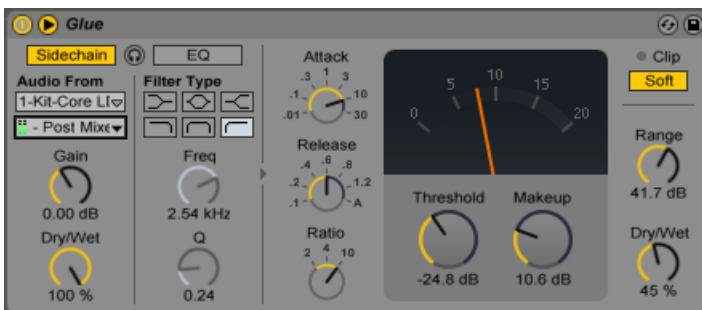 Glue
Sidechain
EQ
Audio From
1-Kit-Core LI
- Post Mixe
Gain
0.00 dB
Dry/Wet
100 %
Filter Type
Freq
2.54 kHz
Q
0.24
Attack
.01 .1 .3 1 3 10 30
Release
.1 .2 .4 .6 .8 1.2 A
Ratio
2 4 10
0 5 10 15 20
Threshold
-24.8 dB
Makeup
10.6 dB
Clip
Soft
Range
41.7 dB
Dry/Wet
45 %